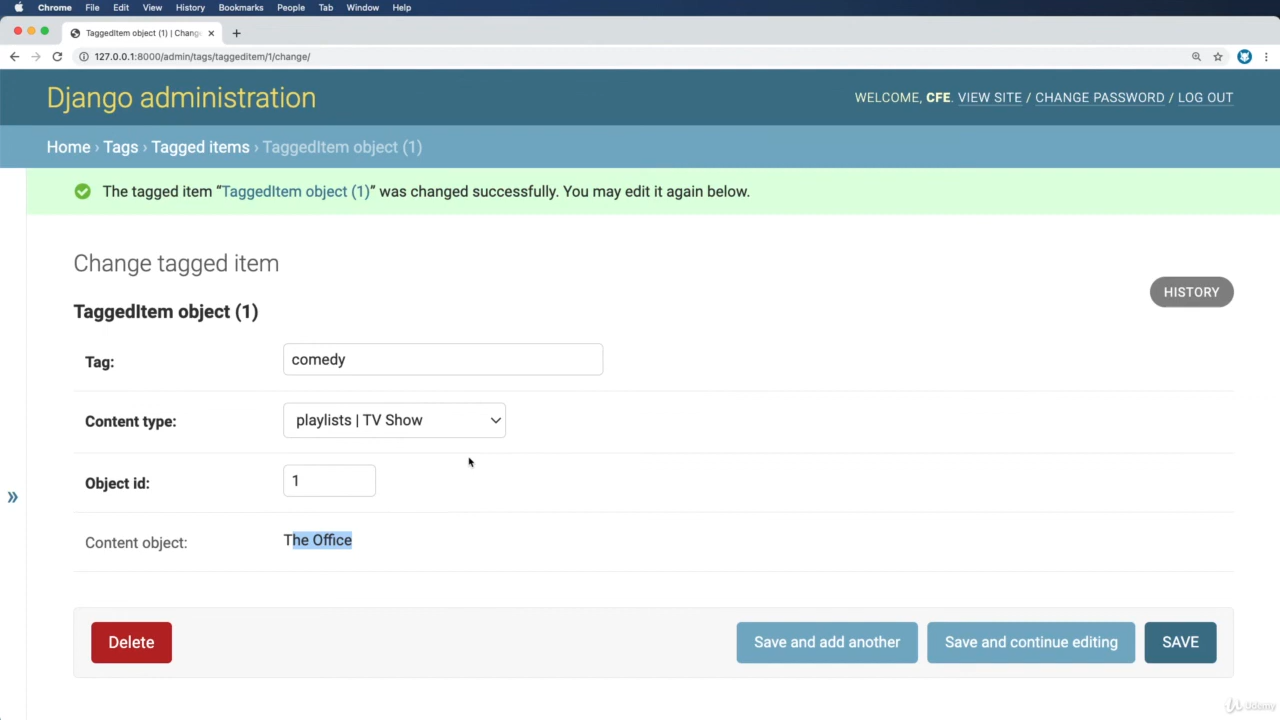 Chrome File Edit View History Bookmarks People Tab Window Help
TaggedItem object (1) | Chang
127.0.0.1:8000/admin/tags/taggeditem/1/change/
Django administration
WELCOME, CFE. VIEW SITE / CHANGE PASSWORD / LOG OUT
Home › Tags › Tagged items › TaggedItem object (1)
The tagged item “TaggedItem object (1)” was changed successfully. You may edit it again below.
Change tagged item
HISTORY
TaggedItem object (1)
Tag: comedy
Content type: playlists | TV Show
Object id: 1
Content object: The Office
Delete Save and add another Save and continue editing SAVE
Udemy